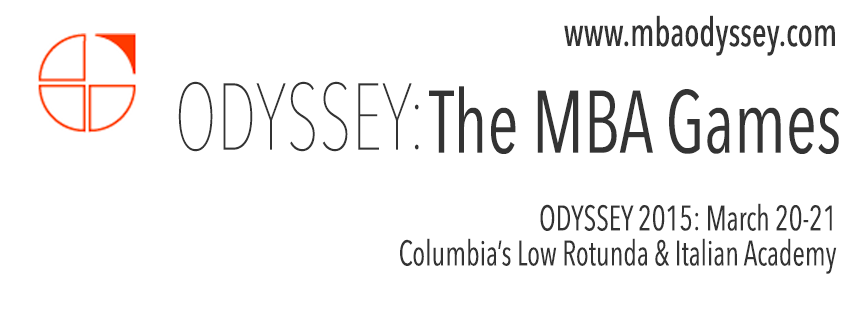 www.mbaodyssey.com
ODYSSEY: The MBA Games
ODYSSEY 2015: March 20-21
Columbia's Low Rotunda & Italian Academy